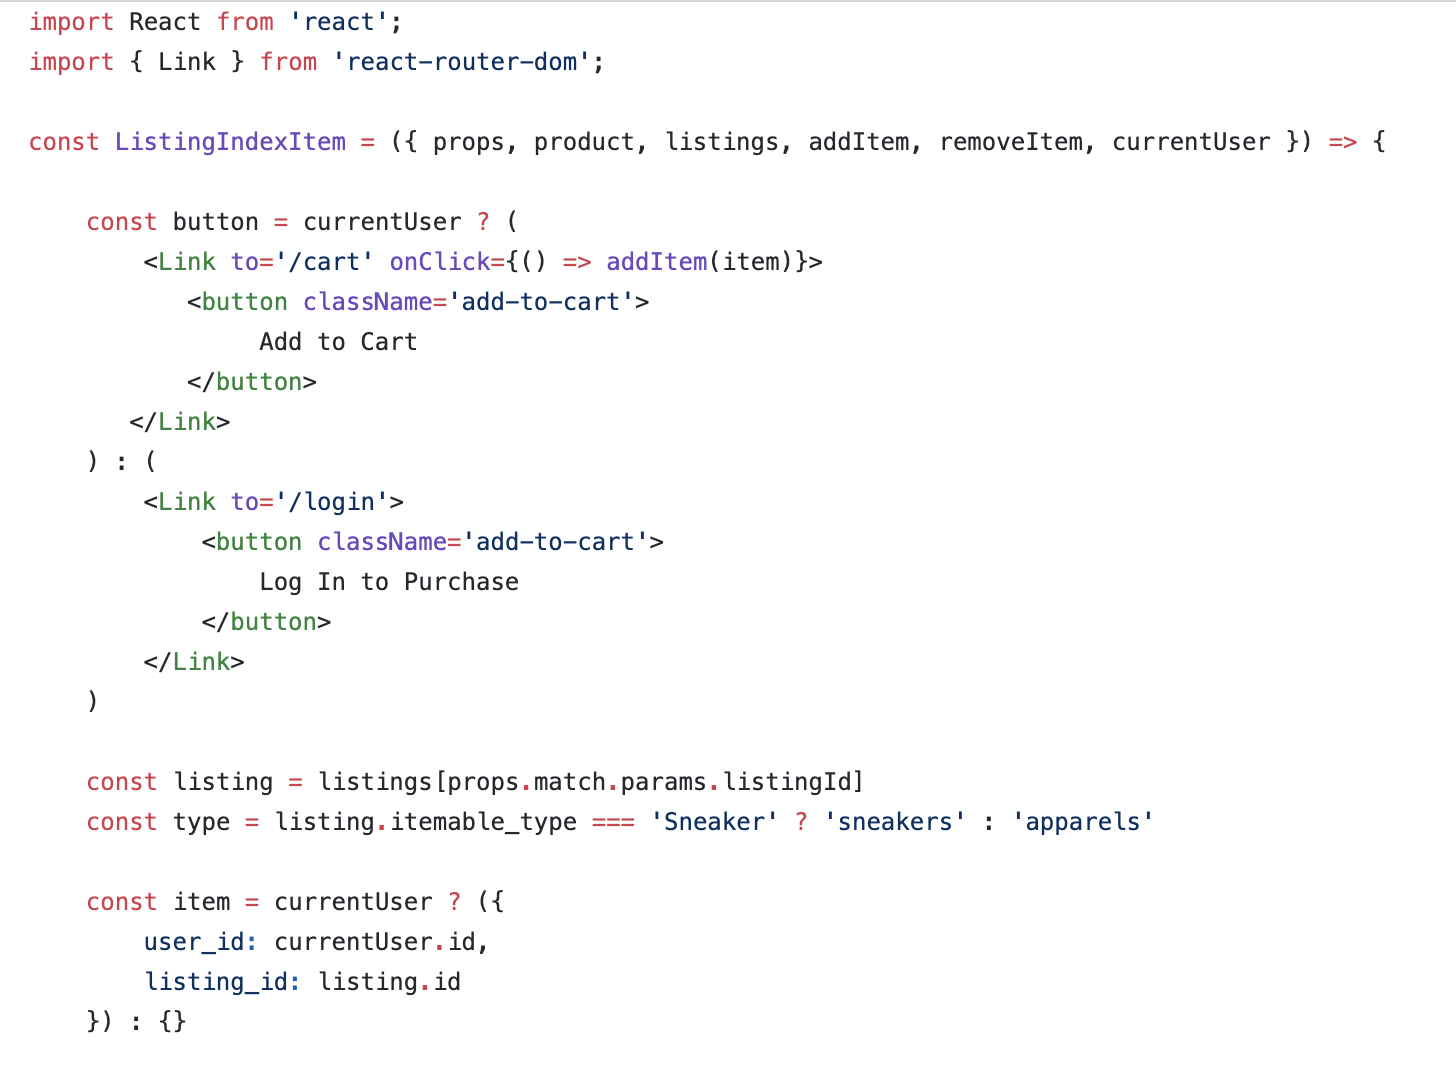 import React from 'react';
import { Link } from 'react-router-dom';

const ListingIndexItem = ({ props, product, listings, addItem, removeItem, currentUser }) => {

    const button = currentUser ? (
        <Link to='/cart' onClick={() => addItem(item)}>
           <button className='add-to-cart'>
                Add to Cart
           </button>
       </Link>
    ) : (
        <Link to='/login'>
            <button className='add-to-cart'>
                Log In to Purchase
            </button>
        </Link>
    )

    const listing = listings[props.match.params.listingId]
    const type = listing.itemable_type === 'Sneaker' ? 'sneakers' : 'apparels'

    const item = currentUser ? ({
        user_id: currentUser.id,
        listing_id: listing.id
    }) : {}